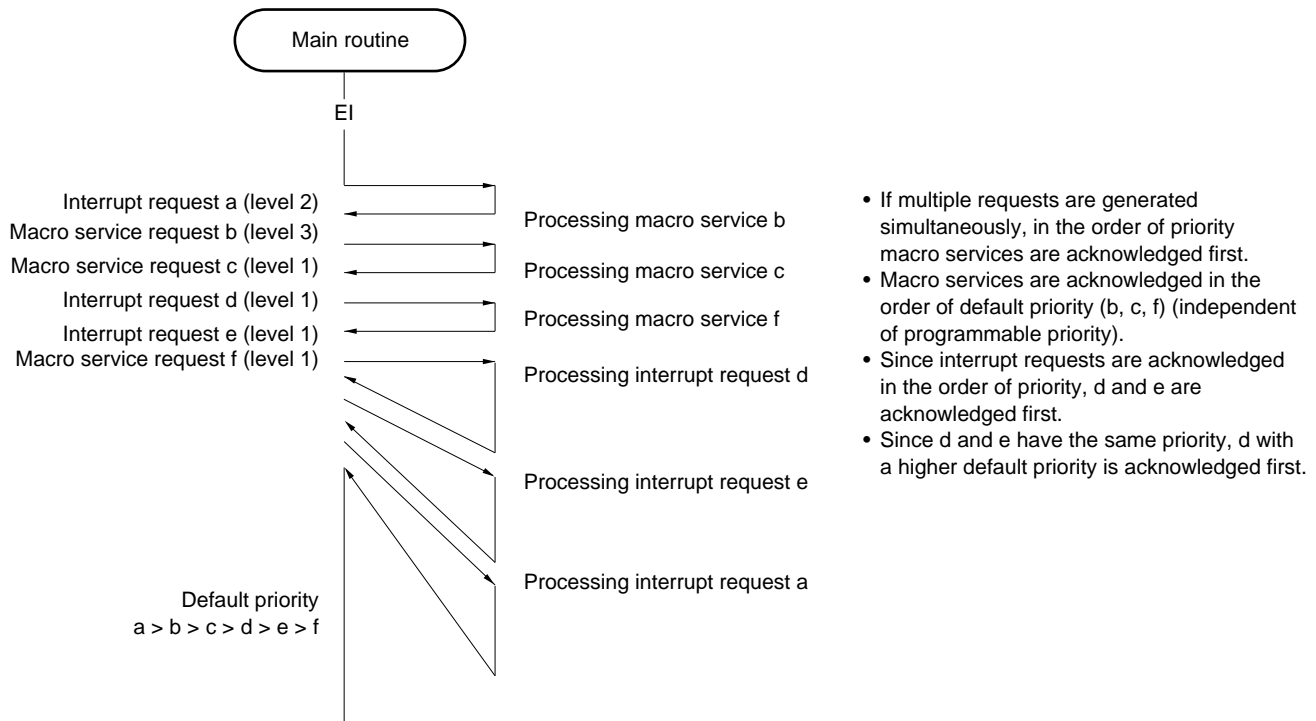 Main routine
EI
Interrupt request a (level 2)
Macro service request b (level 3)
Macro service request c (level 1)
Interrupt request d (level 1)
Interrupt request e (level 1)
Macro service request f (level 1)
Default priority
a > b > c > d > e > f
Processing macro service b
Processing macro service c
Processing macro service f
Processing interrupt request d
Processing interrupt request e
Processing interrupt request a
• If multiple requests are generated
simultaneously, in the order of priority
macro services are acknowledged first.
• Macro services are acknowledged in the
order of default priority (b, c, f) (independent
of programmable priority).
• Since interrupt requests are acknowledged
in the order of priority, d and e are
acknowledged first.
• Since d and e have the same priority, d with
a higher default priority is acknowledged first.